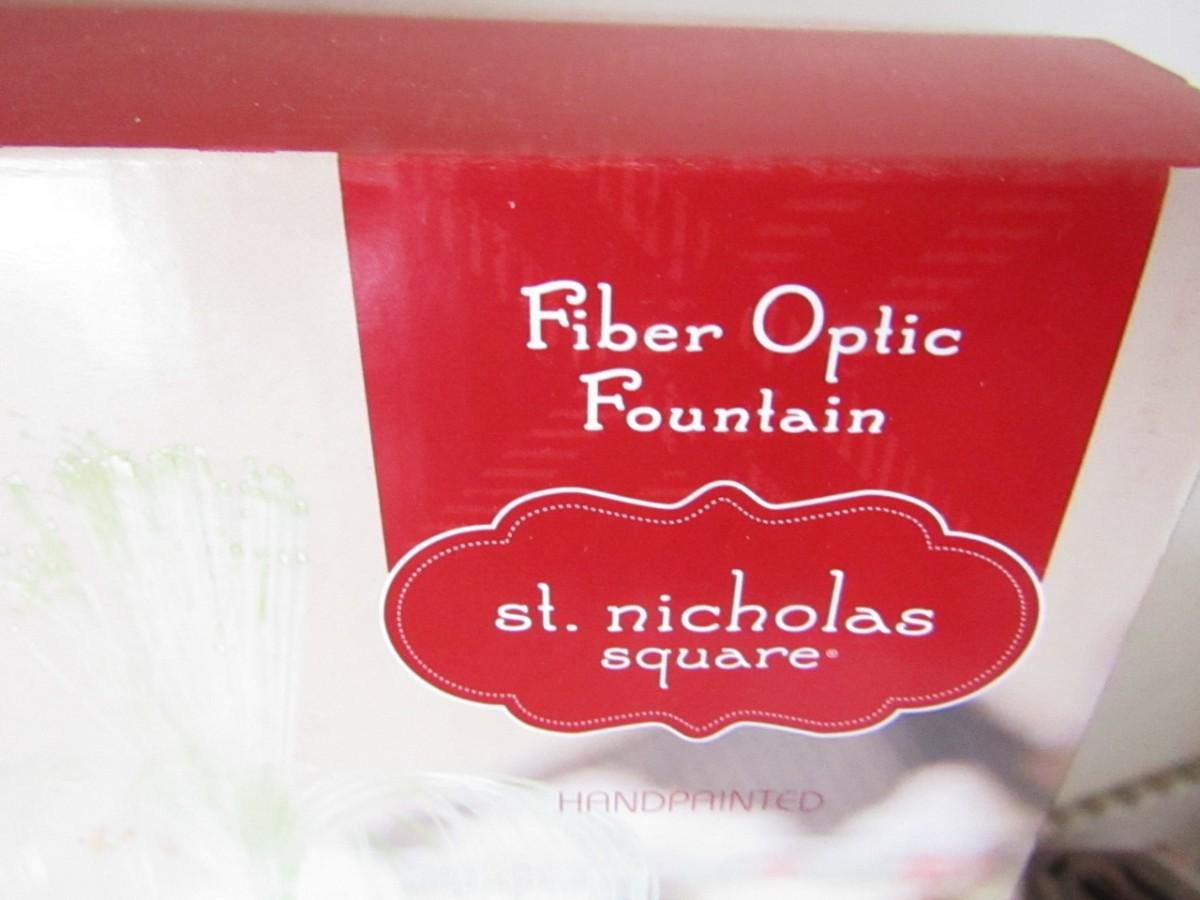 Fiber Optic
Fountain
st. nicholas
square®
HANDPAINTED